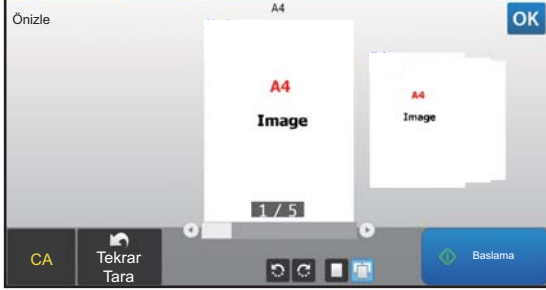 Önizle
A4
OK
A4
Image
A4
Image
1 / 5
CA
Tekrar
Tara
Baslama